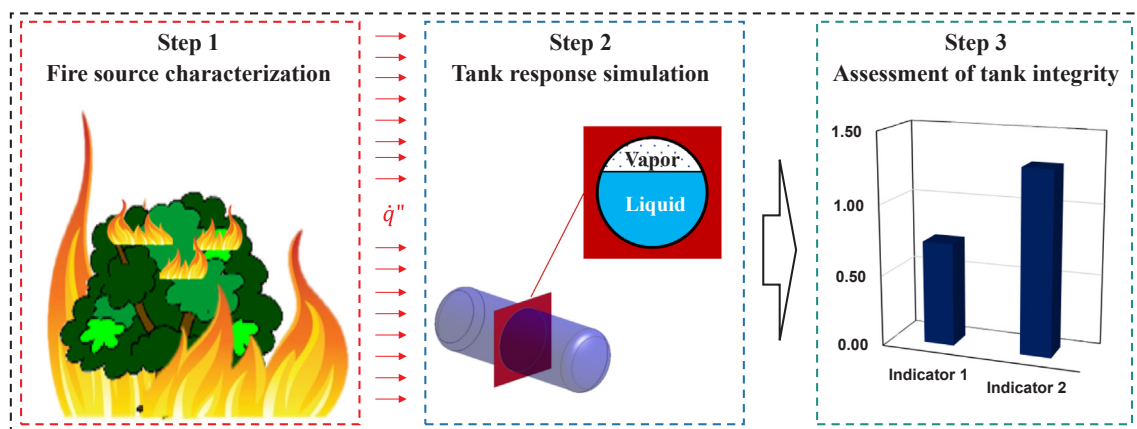 Step 1
Fire source characterization
q̇"
Step 2
Tank response simulation
Vapor
Liquid
Step 3
Assessment of tank integrity
1.50
1.00
0.50
0.00
Indicator 1
Indicator 2